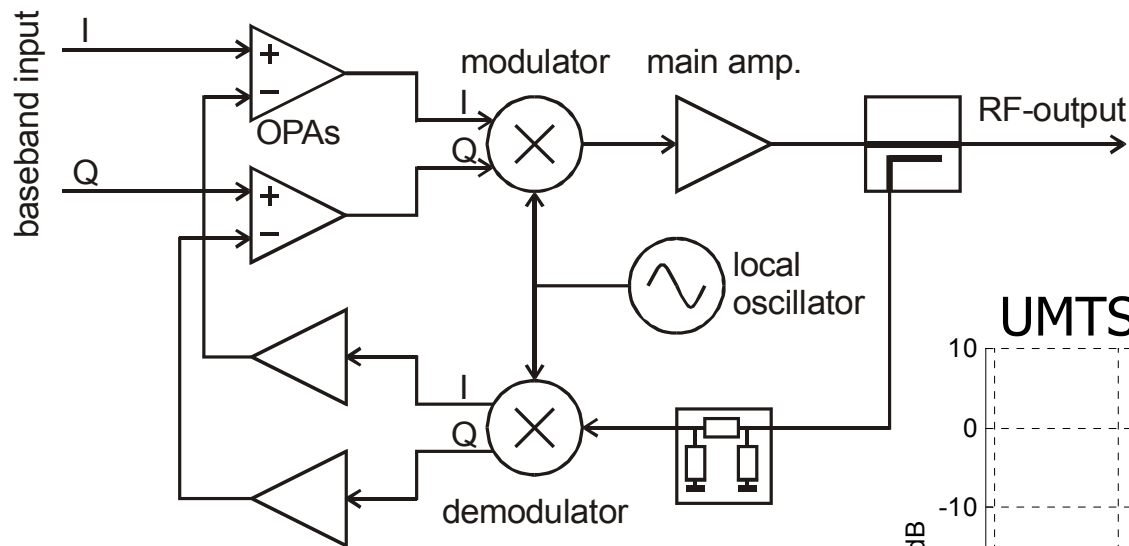 baseband input
I
Q
+
−
OPAs
+
−
modulator
I
Q
main amp.
RF-output
local
oscillator
I
Q
demodulator
UMTS
10
0
-10